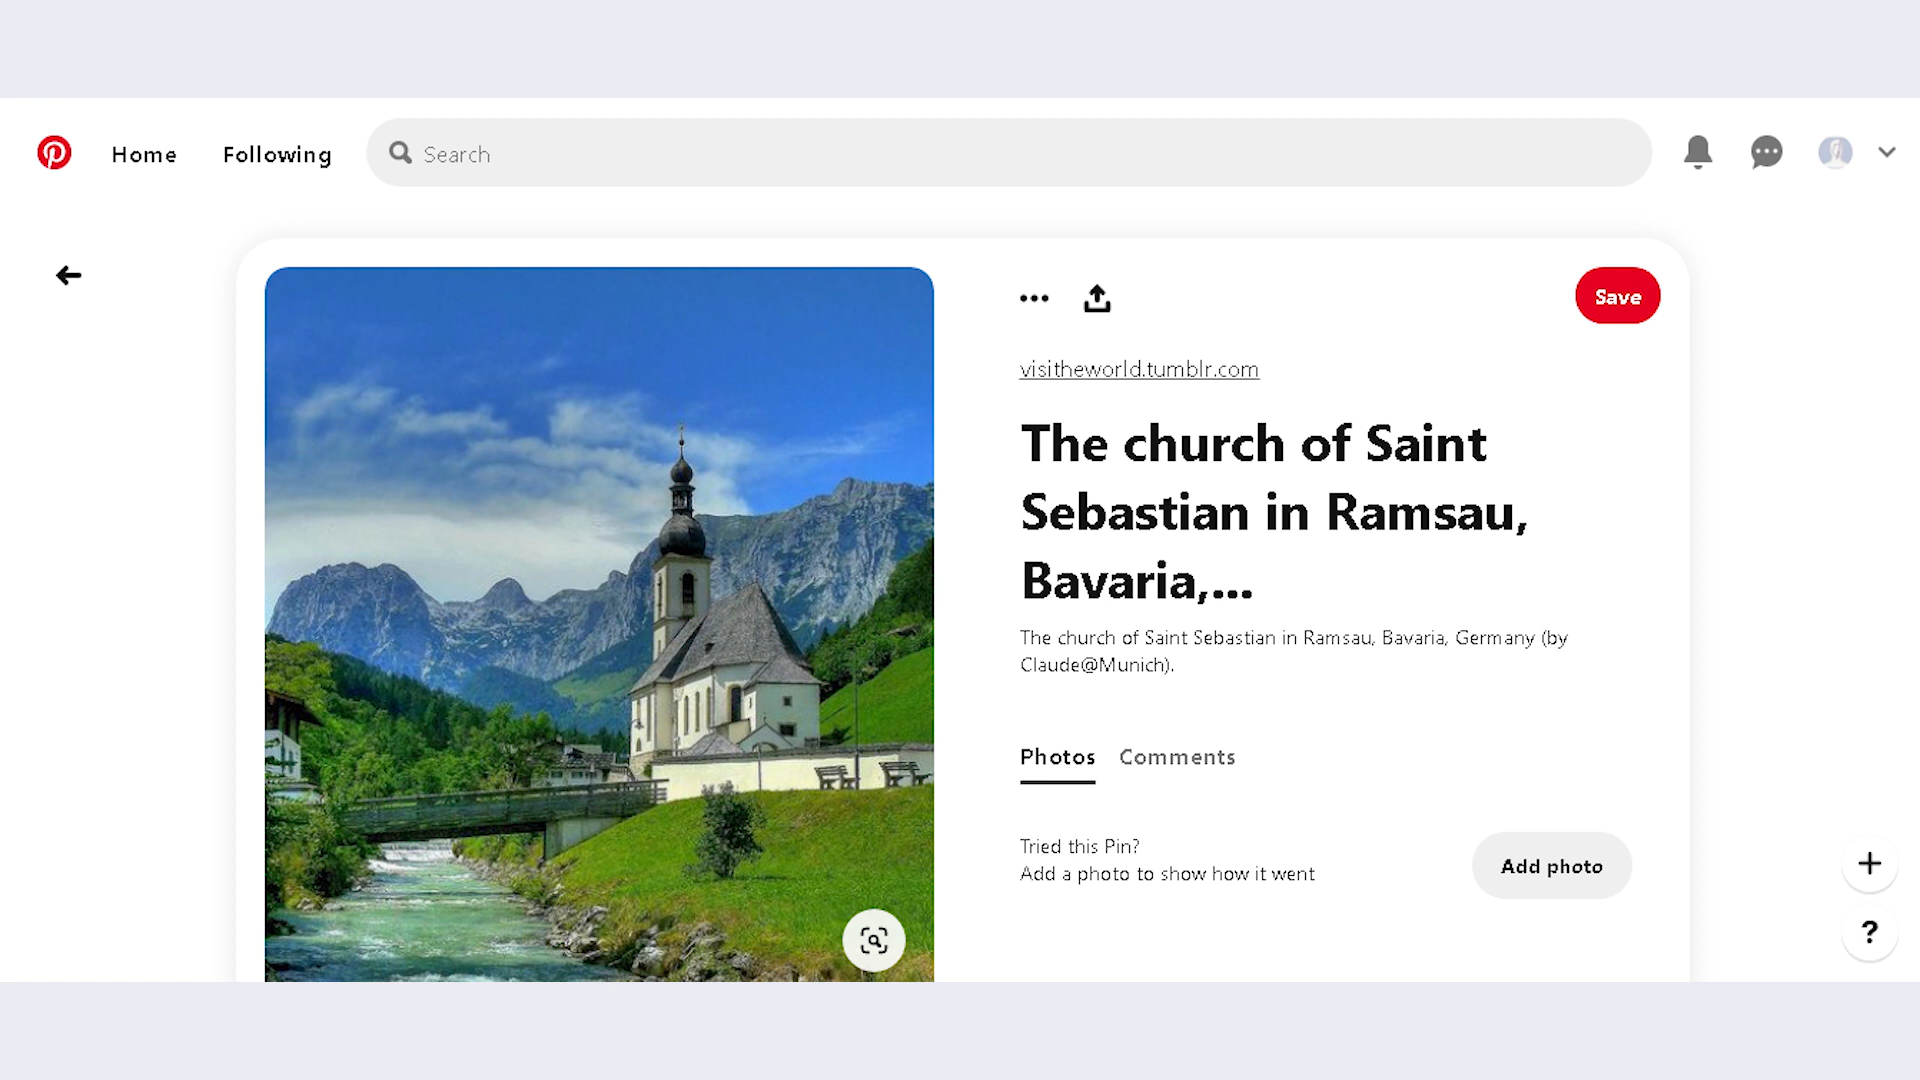 Home
Following
Search
Save
visitheworld.tumblr.com
The church of Saint
Sebastian in Ramsau,
Bavaria,...
The church of Saint Sebastian in Ramsau, Bavaria, Germany (by
Claude@Munich).
Photos
Comments
Tried this Pin?
Add a photo to show how it went
Add photo
?